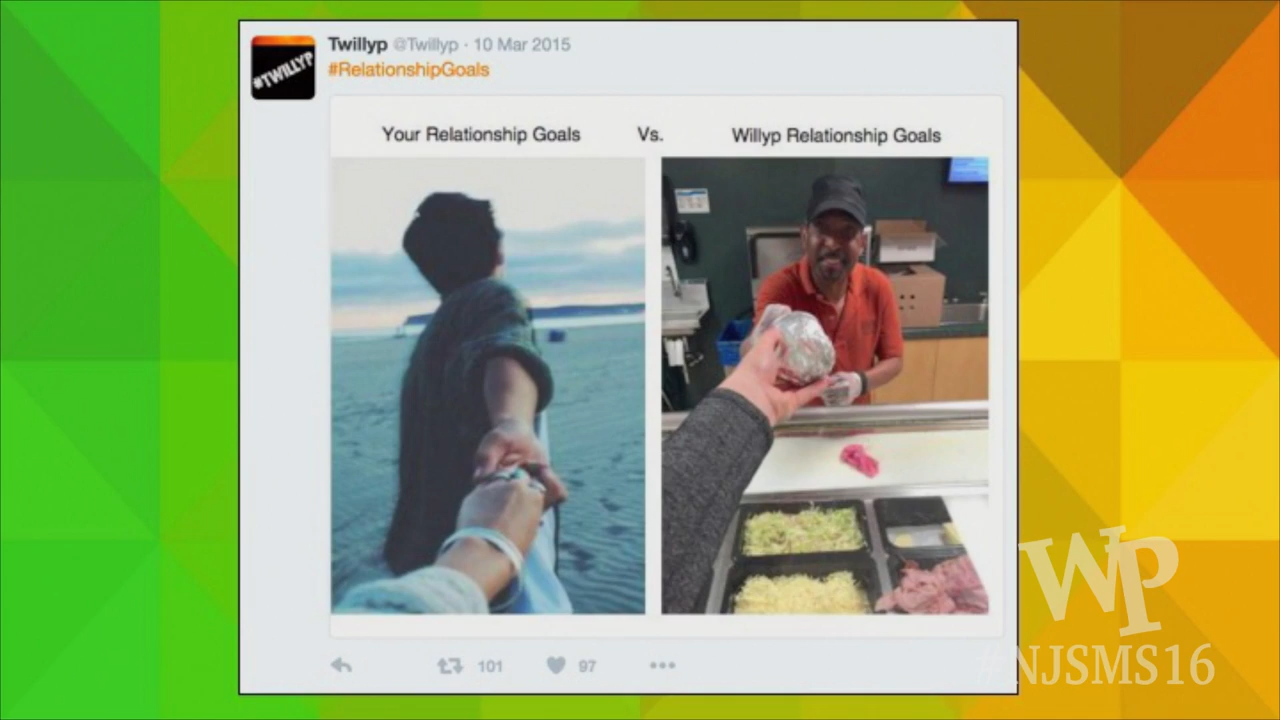 Twillyp @Twillyp · 10 Mar 2015
#TWILLYP
#RelationshipGoals
Your Relationship Goals Vs. Willyp Relationship Goals
101 97
WP
#NJSMS16